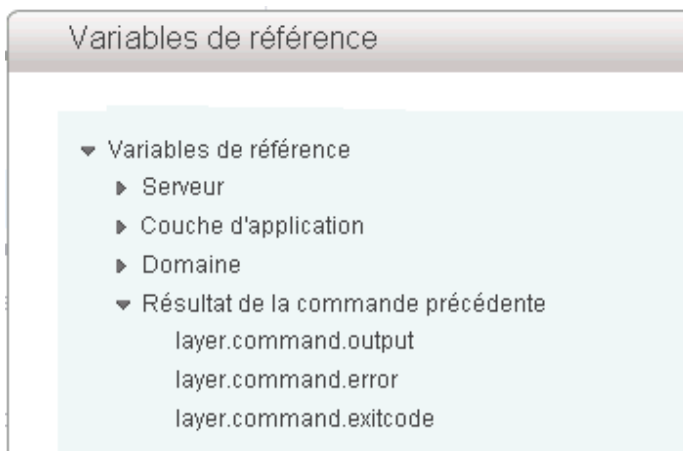 Variables de référence
Variables de référence
Serveur
Couche d'application
Domaine
Résultat de la commande précédente
layer.command.output
layer.command.error
layer.command.exitcode